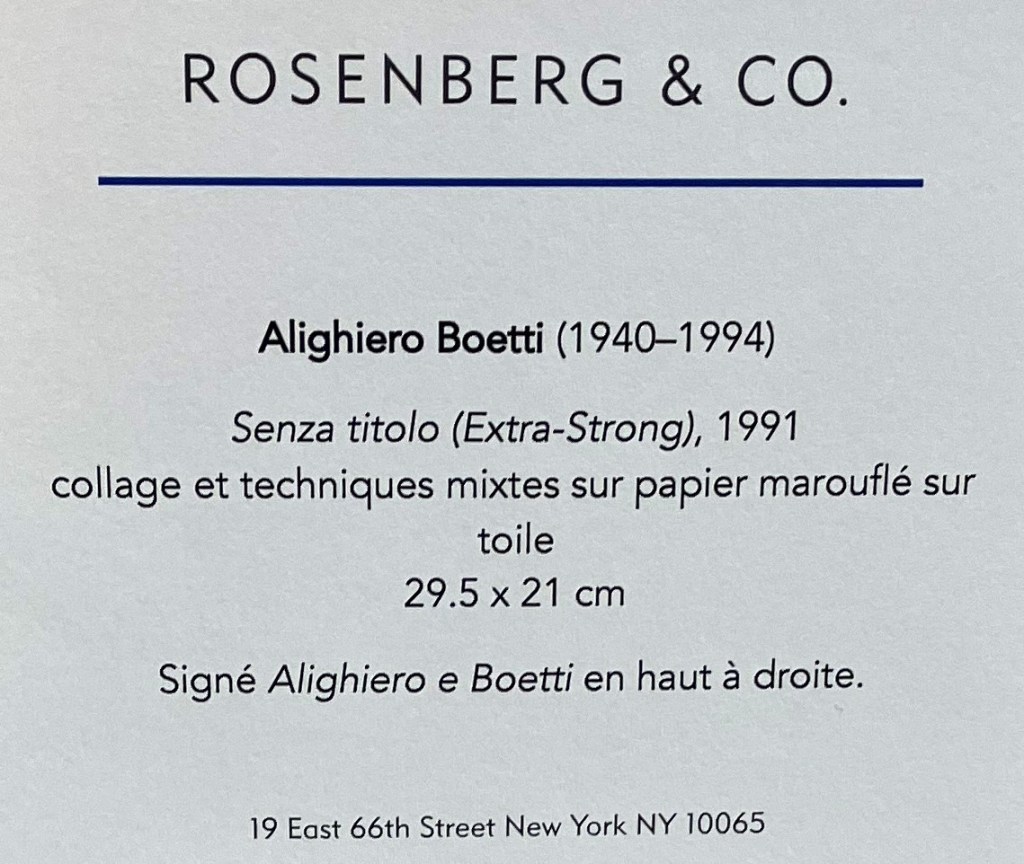 ROSENBERG & CO.
Alighiero Boetti (1940–1994)
Senza titolo (Extra-Strong), 1991
collage et techniques mixtes sur papier marouflé sur
toile
29.5 x 21 cm
Signé Alighiero e Boetti en haut à droite.
19 East 66th Street New York NY 10065